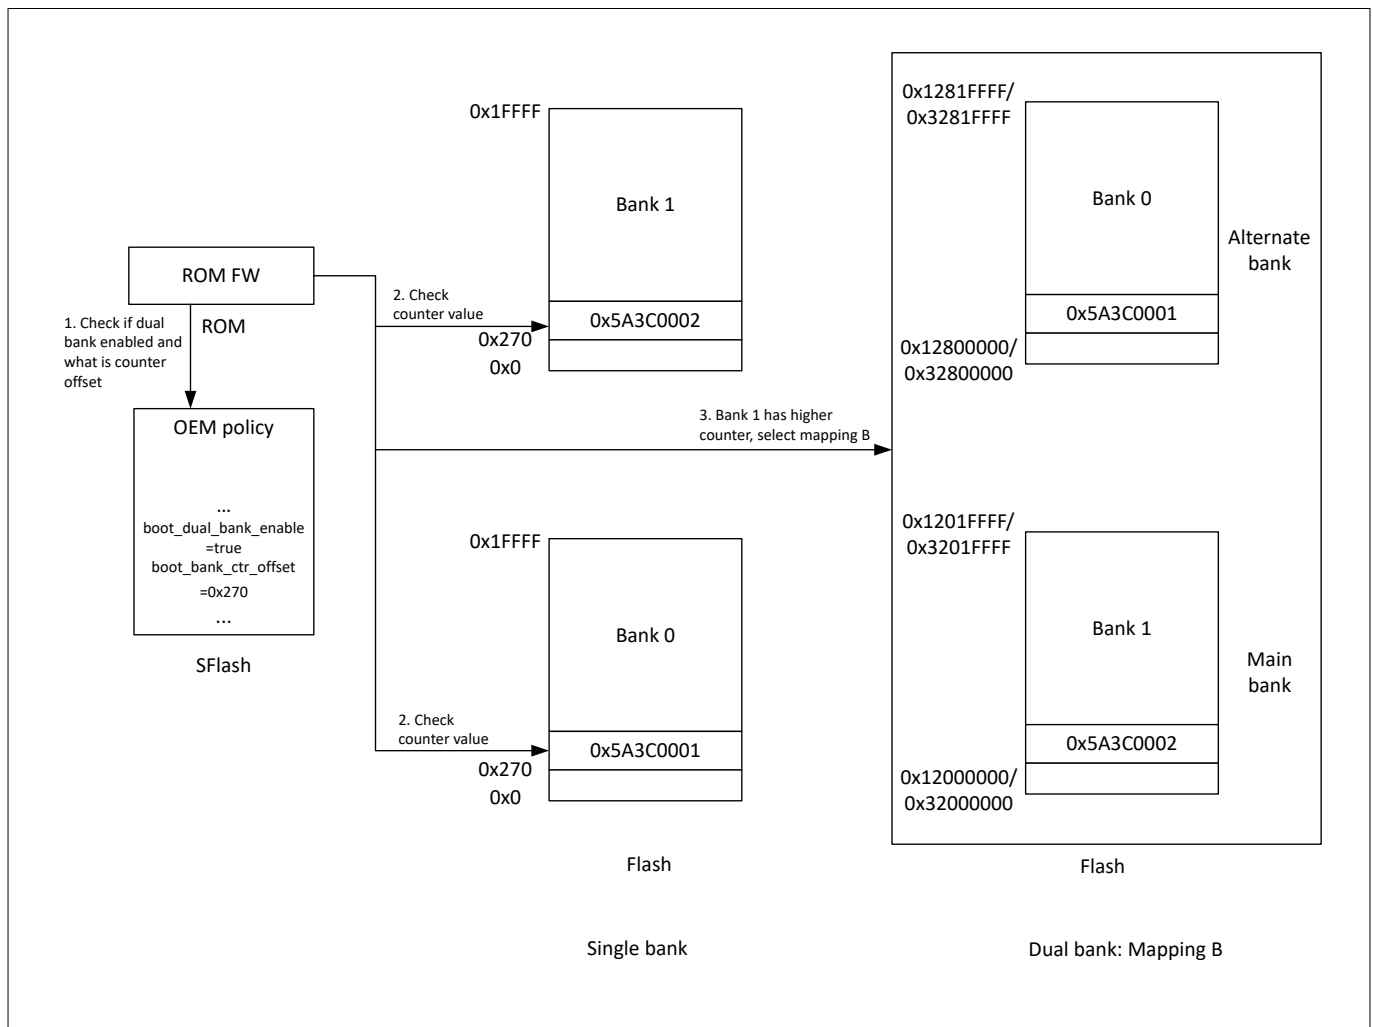 ROM FW
1. Check if dual
bank enabled and
what is counter
offset
ROM
OEM policy
...
boot_dual_bank_enable
=true
boot_bank_ctr_offset
=0x270
...
SFlash
0x1FFFF
Bank 1
2. Check
counter value
0x5A3C0002
0x270
0x0
3. Bank 1 has higher
counter, select mapping B
0x1FFFF
Bank 0
2. Check
counter value
0x5A3C0001
0x270
0x0
Flash
Single bank
0x1281FFFF/
0x3281FFFF
Bank 0
Alternate
bank
0x5A3C0001
0x12800000/
0x32800000
0x1201FFFF/
0x3201FFFF
Bank 1
Main
bank
0x5A3C0002
0x12000000/
0x32000000
Flash
Dual bank: Mapping B